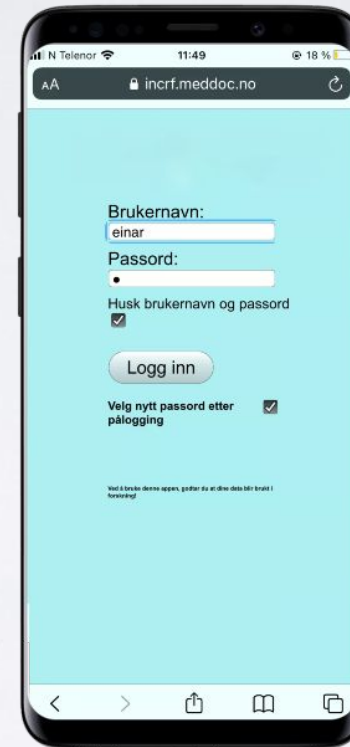 N Telenor 11:49 18 %
AA incrf.meddoc.no
Brukernavn:
einar
Passord:
•
Husk brukernavn og passord
Logg inn
Velg nytt passord etter
pålogging
Ved å bruke denne appen, godtar du at dine data blir brukt i
forskning!